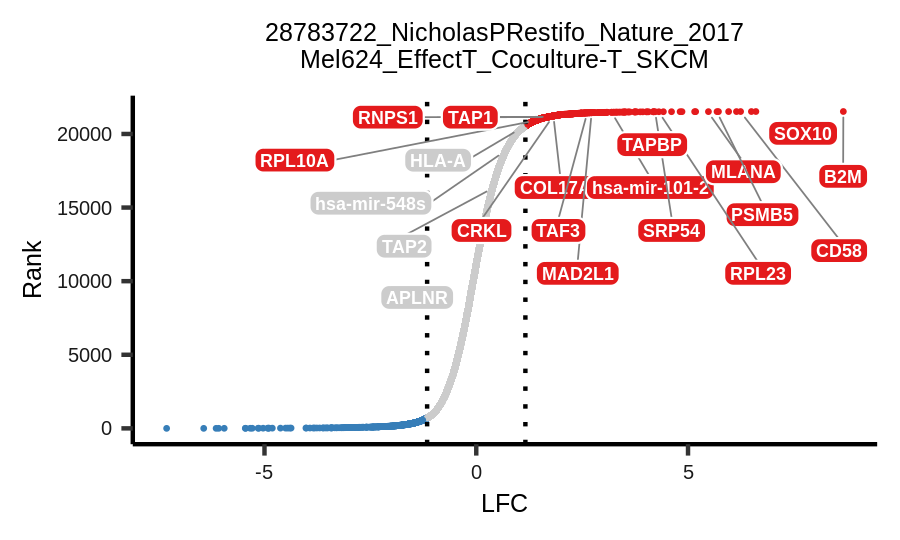 28783722_NicholasPRestifo_Nature_2017
Mel624_EffectT_Coculture-T_SKCM
Rank
20000
15000
10000
5000
0
RNPS1
TAP1
RPL10A
HLA-A
TAPBP
SOX10
MLANA
B2M
COL17A
hsa-mir-101-2
hsa-mir-548s
PSMB5
TAP2
CRKL
TAF3
SRP54
CD58
MAD2L1
RPL23
APLNR
-5
0
5
LFC